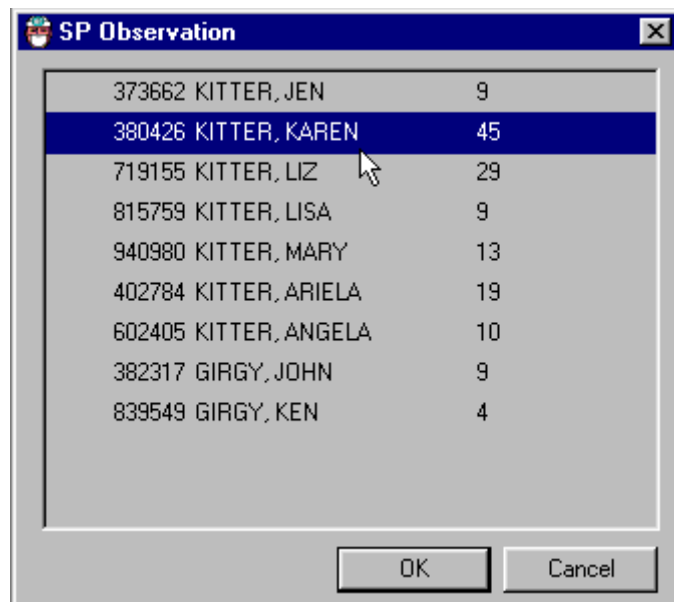 SP Observation
373662 KITTER, JEN 9
380426 KITTER, KAREN 45
719155 KITTER, LIZ 29
815759 KITTER, LISA 9
940980 KITTER, MARY 13
402784 KITTER, ARIELA 19
602405 KITTER, ANGELA 10
382317 GIRGY, JOHN 9
839549 GIRGY, KEN 4
OK Cancel